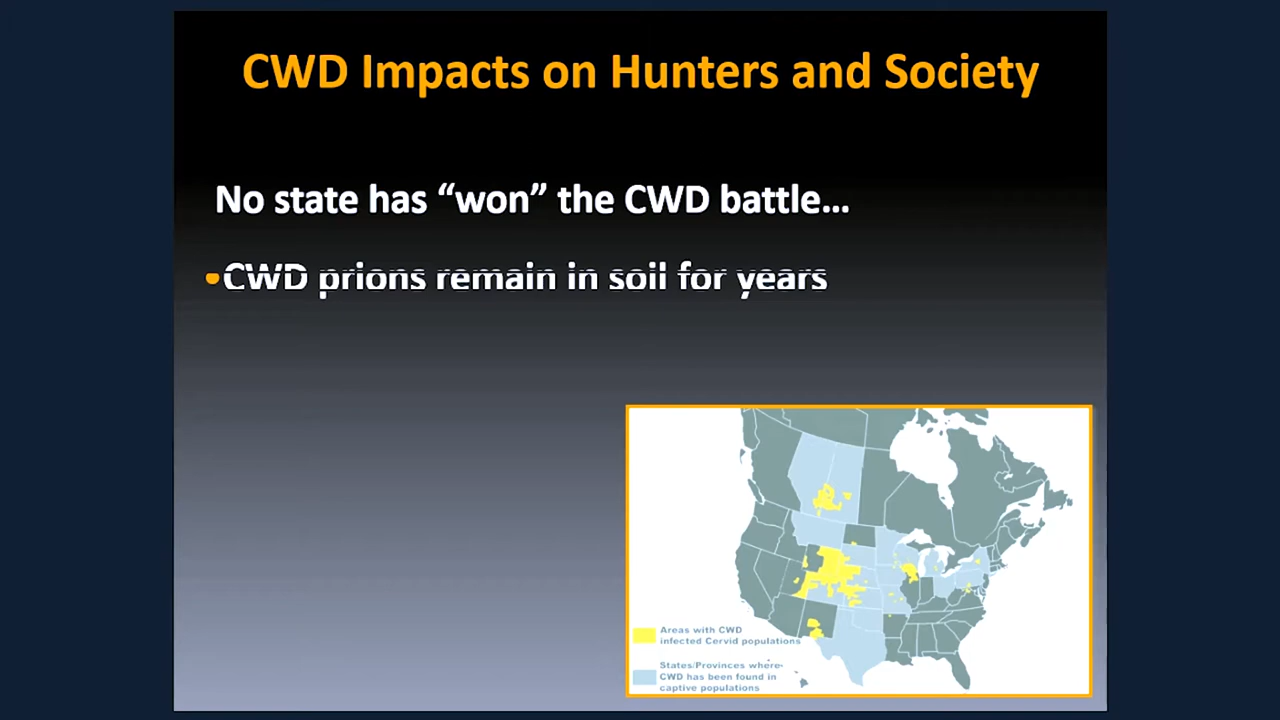 CWD Impacts on Hunters and Society
No state has “won” the CWD battle…
•CWD prions remain in soil for years
Areas with CWD
infected Cervid populations
States/Provinces where
CWD has been found in
captive populations